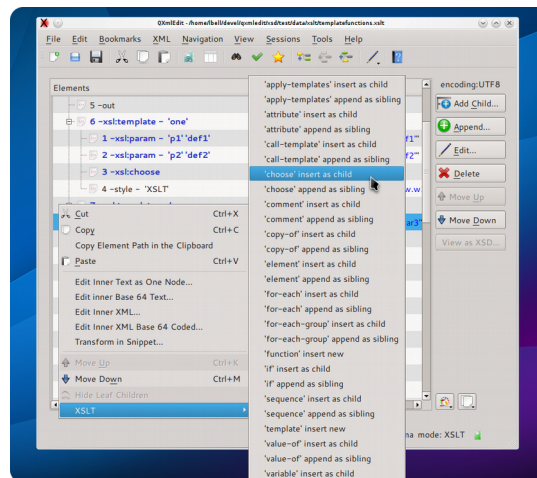 QXmlEdit - /home/lbell/devel/qxmledit/rsd/test/data/xslt/templatefunctions.xslt
File Edit Bookmarks XML Navigation View Sessions Tools Help
Elements
5 -out
6 -xsl:template - 'one'
1 -xsl:param - 'p1' 'def1'
2 -xsl:param - 'p2' 'def2'
3 -xsl:choose
4 -style - 'XSLT'
Cut Ctrl+X
Copy Ctrl+C
Copy Element Path in the Clipboard
Paste Ctrl+V
Edit Inner Text as One Node...
Edit inner Base 64 Text...
Edit Inner XML...
Edit Inner XML Base 64 Coded...
Transform in Snippet...
Move Up Ctrl+K
Move Down Ctrl+M
Hide Leaf Children
XSLT
'apply-templates' insert as child
'apply-templates' append as sibling
'attribute' insert as child
'attribute' append as sibling
'call-template' insert as child
'call-template' append as sibling
'choose' insert as child
'choose' append as sibling
'comment' insert as child
'comment' append as sibling
'copy-of' insert as child
'copy-of' append as sibling
'element' insert as child
'element' append as sibling
'for-each' insert as child
'for-each' append as sibling
'for-each-group' insert as child
'for-each-group' append as sibling
'function' insert new
'if' insert as child
'if' append as sibling
'sequence' insert as child
'sequence' append as sibling
'template' insert new
'value-of' insert as child
'value-of' append as sibling
'variable' insert as child
f1"
f2"
w.w.
ar3"
encoding:UTF8
Add Child...
Append...
Edit...
Delete
Move Up
Move Down
View as XSD...
ma mode: XSLT